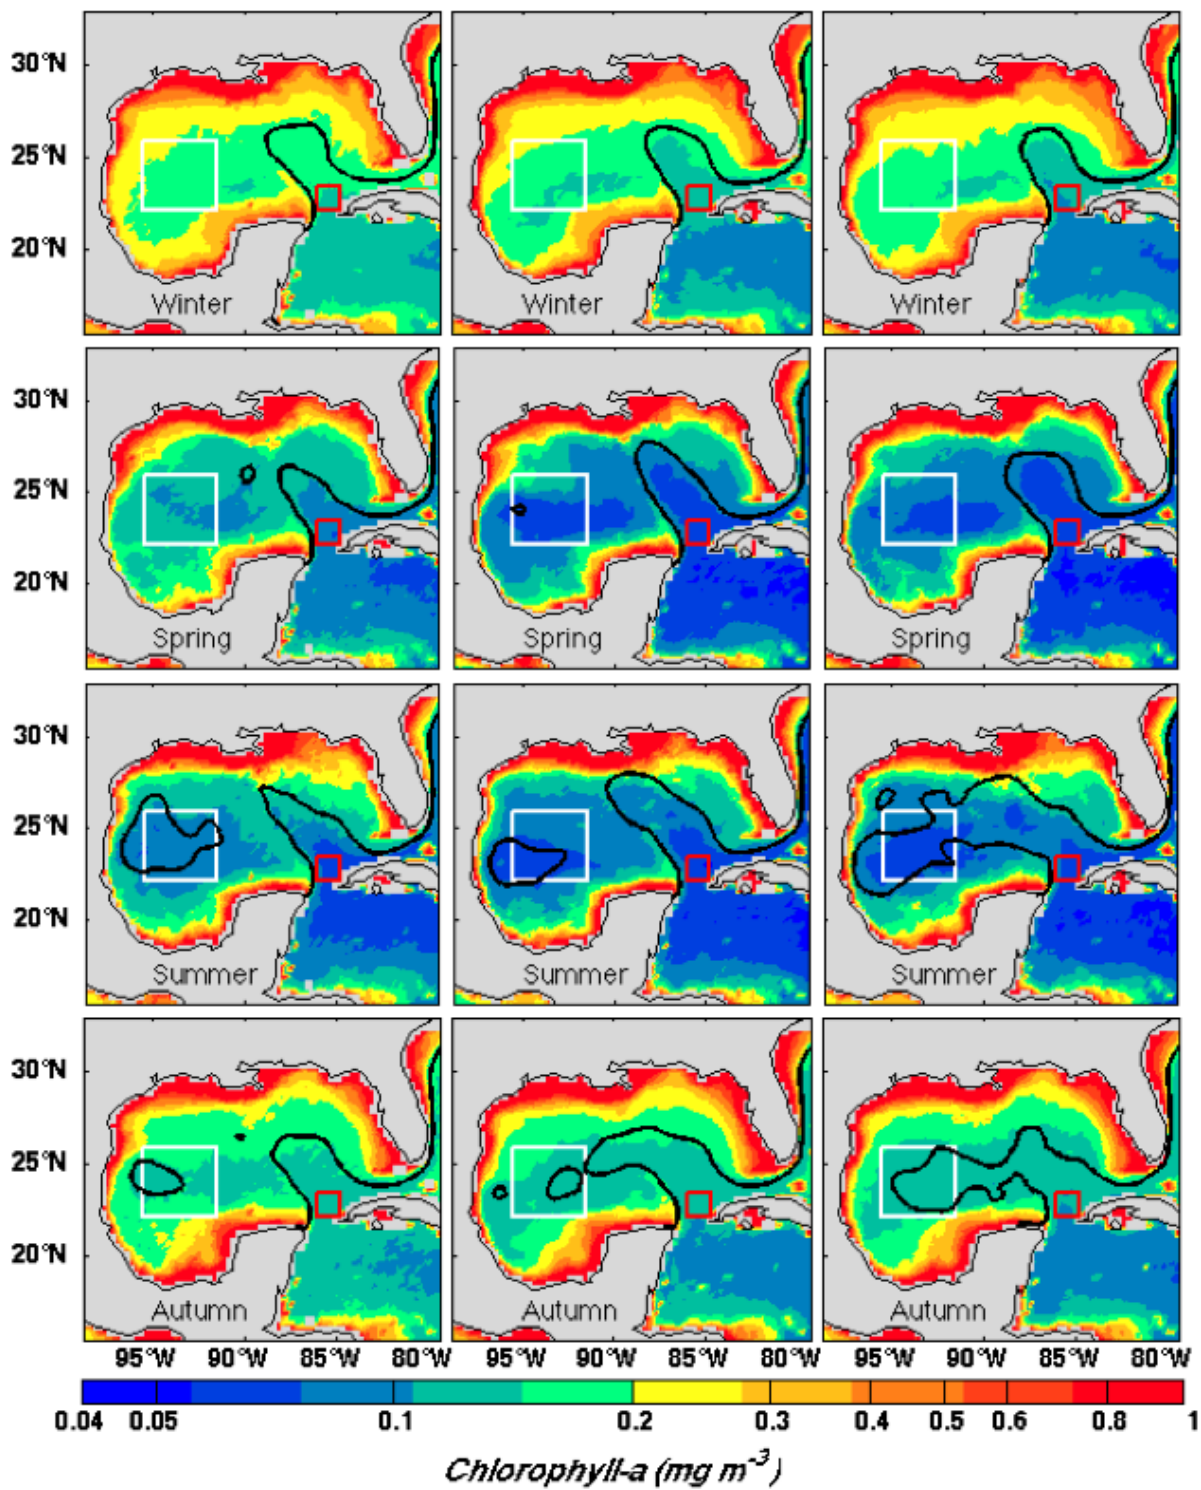 30°N
25°N
20°N
Winter Winter Winter
30°N
25°N
20°N
Spring Spring Spring
30°N
25°N
20°N
Summer Summer Summer
30°N
25°N
20°N
Autumn Autumn Autumn
95°W 90°W 85°W 80°W 95°W 90°W 85°W 80°W 95°W 90°W 85°W 80°W
0.04 0.05 0.1 0.2 0.3 0.4 0.5 0.6 0.8 1
Chlorophyll-a (mg m⁻³)